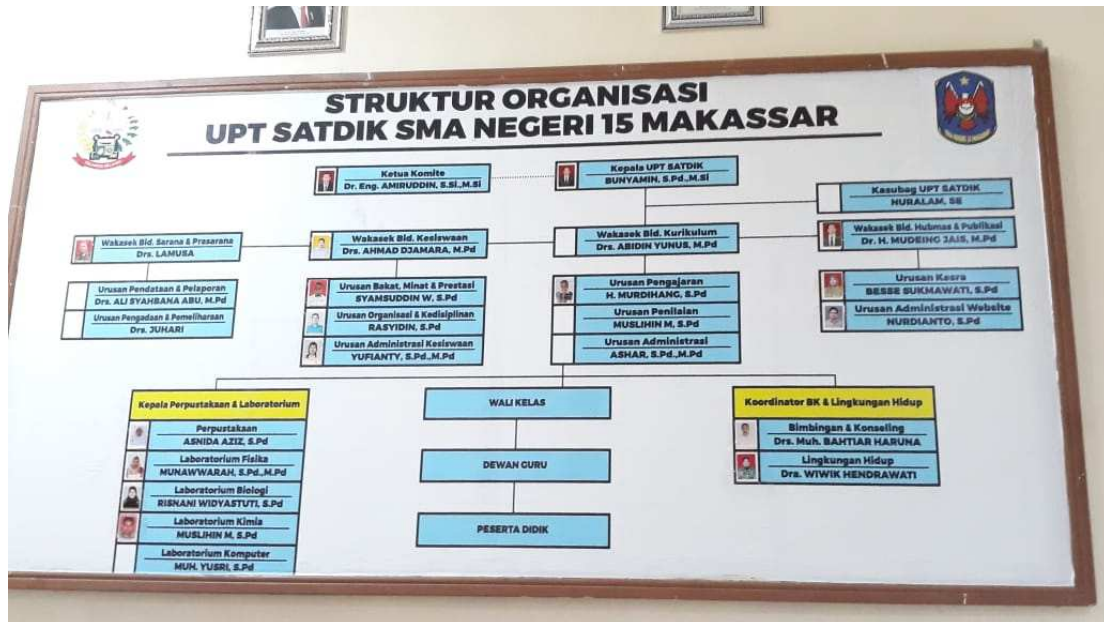 STRUKTUR ORGANISASI
UPT SATDIK SMA NEGERI 15 MAKASSAR
Ketua Komite
Dr. Eng. AMIRUDDIN, S.Si.,M.Si
Kepala UPT SATDIK
BUNYAMIN, S.Pd.,M.Si
Kasubag UPT SATDIK
NURALAM, SE
Wakasek Bid. Sarana & Prasarana
Drs. LAMUSA
Wakasek Bid. Kesiswaan
Drs. AHMAD DJAMARA, M.Pd
Wakasek Bid. Kurikulum
Drs. ABIDIN YUNUS, M.Pd
Wakasek Bid. Hubmas & Publikasi
Dr. H. MUDEING JAIS, M.Pd
Urusan Pendataan & Pelaporan
Drs. ALI SYAHBANA ABU, M.Pd
Urusan Pengadaan & Pemeliharaan
Drs. JUHARI
Urusan Bakat, Minat & Prestasi
SYAMSUDDIN W, S.Pd
Urusan Organisasi & Kedisiplinan
RASYIDIN, S.Pd
Urusan Administrasi Kesiswaan
YUFIANTY, S.Pd.,M.Pd
Urusan Pengajaran
H. MURDIHANG, S.Pd
Urusan Penilaian
MUSLIHIN M, S.Pd
Urusan Administrasi
ASHAR, S.Pd.,M.Pd
Urusan Kesra
BESSE SUKMAWATI, S.Pd
Urusan Administrasi Website
NURDIANTO, S.Pd
Kepala Perpustakaan & Laboratorium
Perpustakaan
ASNIDA AZIZ, S.Pd
Laboratorium Fisika
MUNAWWARAH, S.Pd.,M.Pd
Laboratorium Biologi
RISNANI WIDYASTUTI, S.Pd
Laboratorium Kimia
MUSLIHIN M, S.Pd
Laboratorium Komputer
MUH. YUSRI, S.Pd
WALI KELAS
DEWAN GURU
PESERTA DIDIK
Koordinator BK & Lingkungan Hidup
Bimbingan & Konseling
Drs. Muh. BAHTIAR HARUNA
Lingkungan Hidup
Dra. WIWIK HENDRAWATI